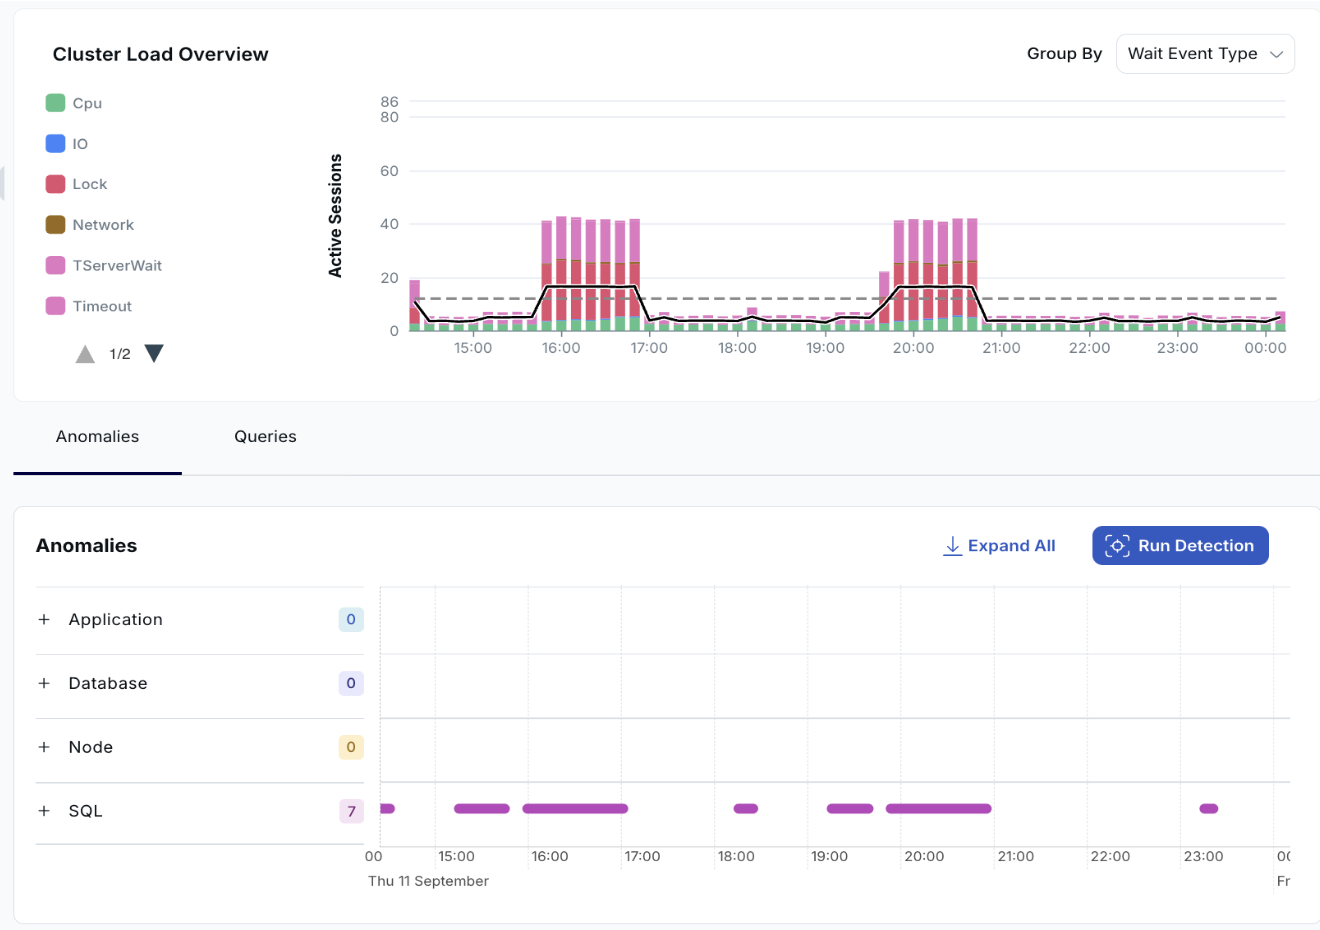 Cluster Load Overview
Group By
Wait Event Type
Cpu
IO
Lock
Network
TServerWait
Timeout
1/2
Active Sessions
86
80
60
40
20
0
15:00 16:00 17:00 18:00 19:00 20:00 21:00 22:00 23:00 00:00
Anomalies
Queries
Anomalies
Expand All
Run Detection
Application 0
Database 0
Node 0
SQL 7
00 15:00 16:00 17:00 18:00 19:00 20:00 21:00 22:00 23:00 00
Thu 11 September Fr